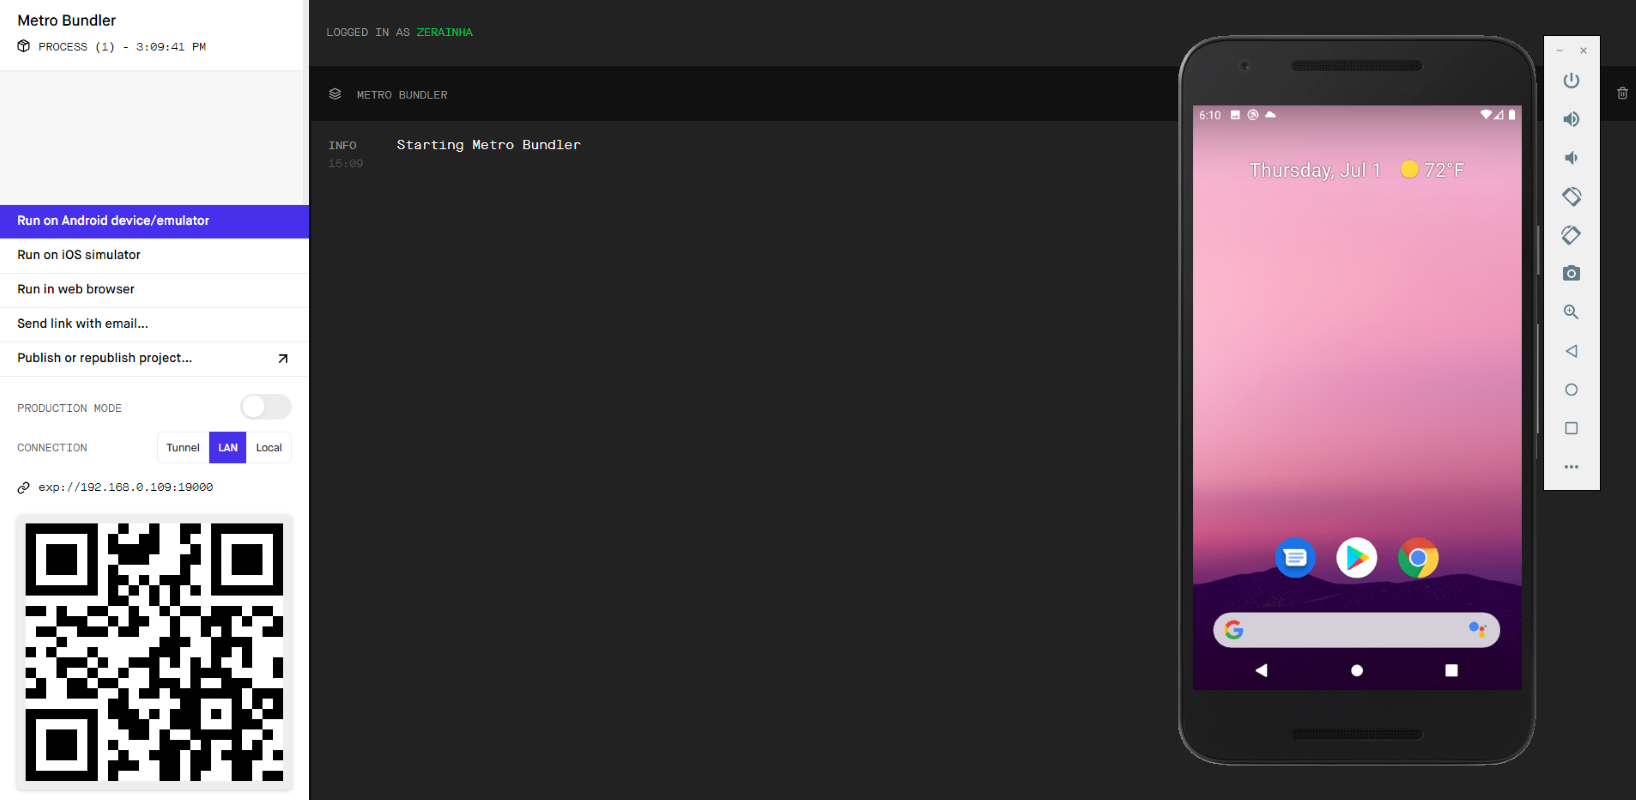 Metro Bundler
PROCESS (1) - 3:09:41 PM
Run on Android device/emulator
Run on iOS simulator
Run in web browser
Send link with email...
Publish or republish project...
PRODUCTION MODE
CONNECTION
Tunnel LAN Local
exp://192.168.0.109:19000
LOGGED IN AS ZERAINHA
METRO BUNDLER
INFO Starting Metro Bundler
15:09
6:10
Thursday, Jul 1 72°F